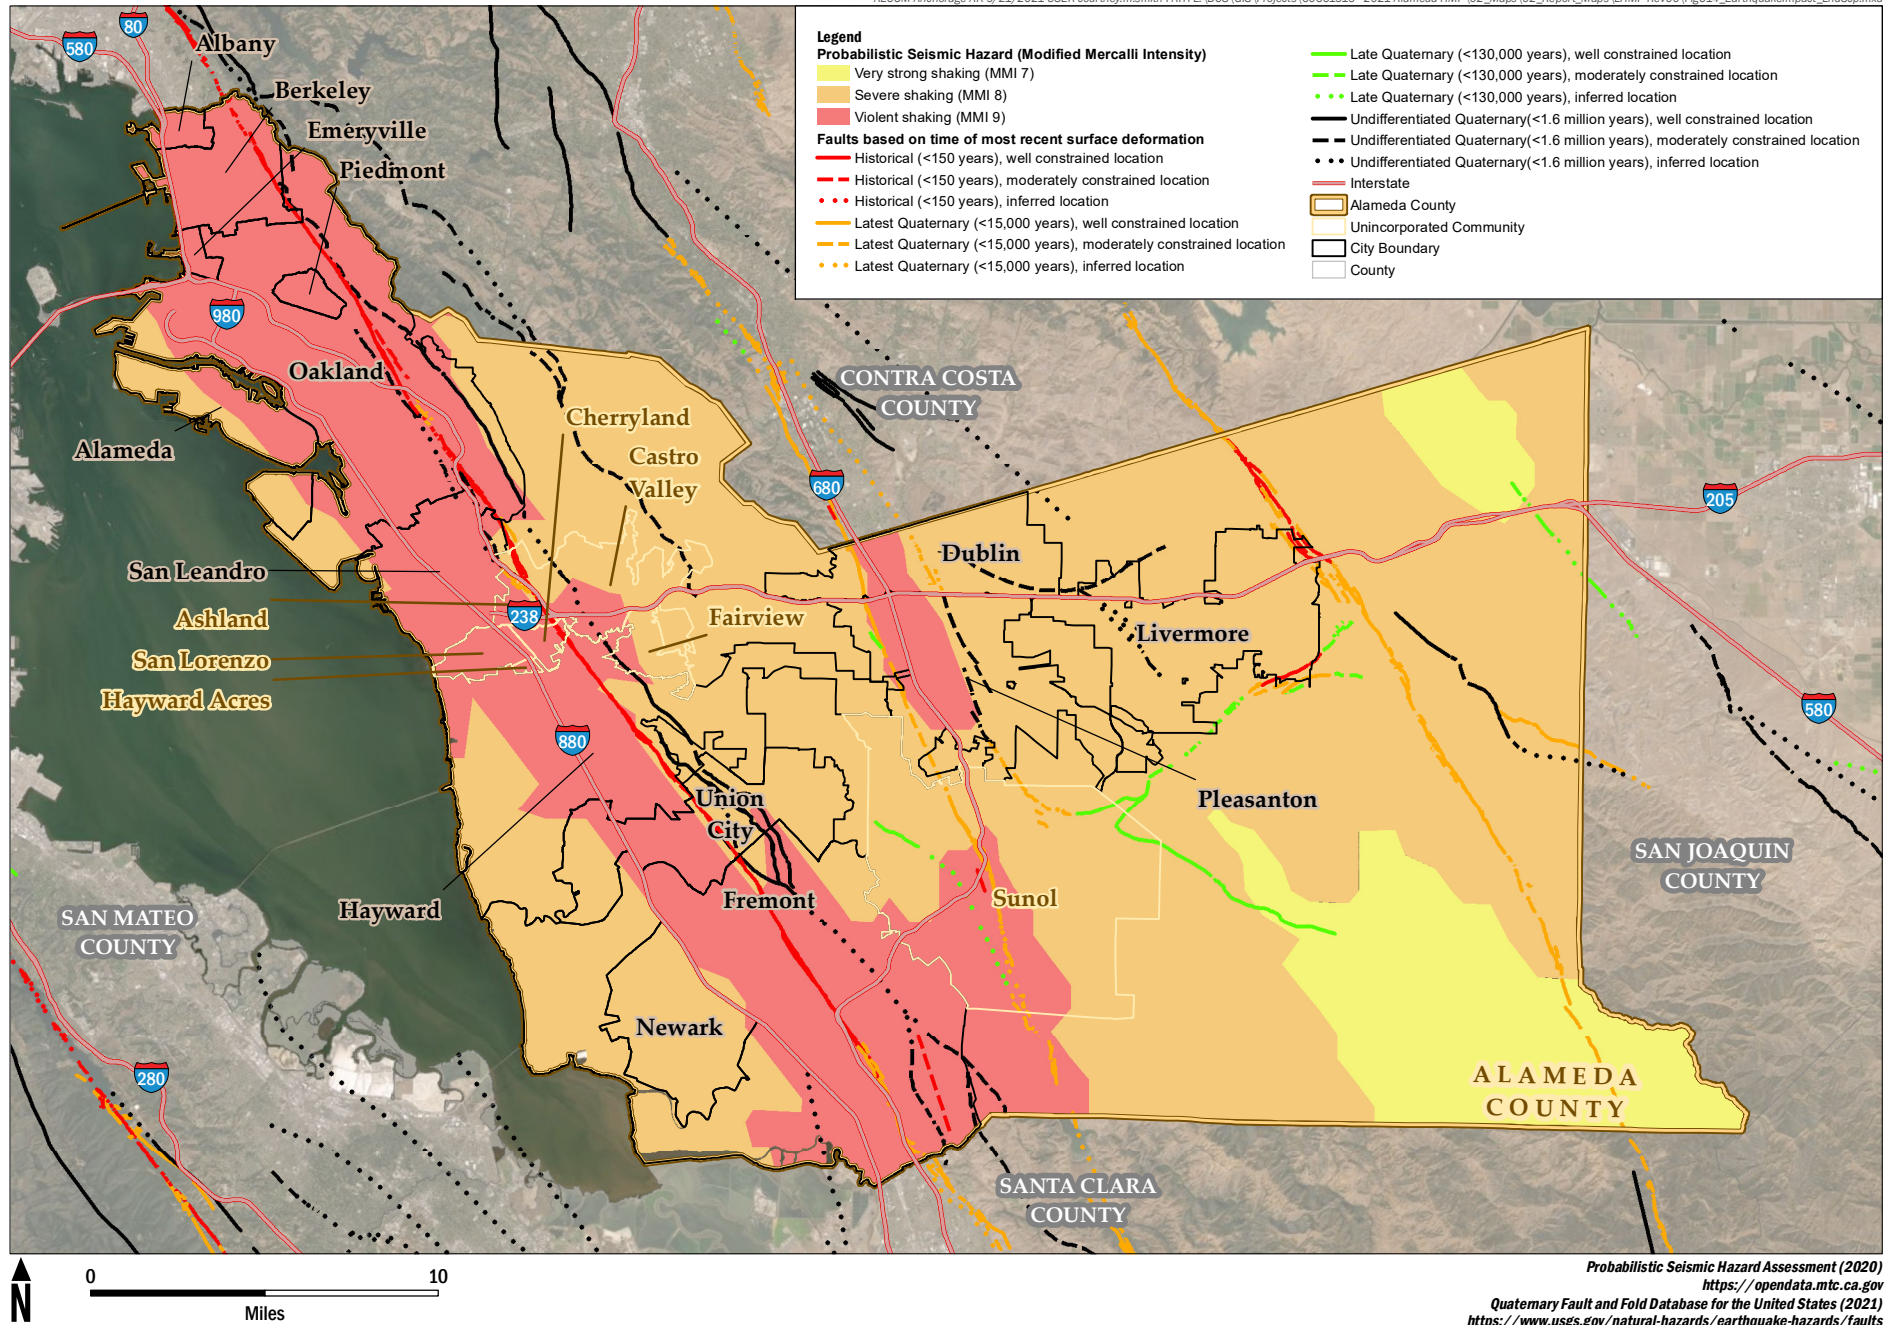 Legend
Probabilistic Seismic Hazard (Modified Mercalli Intensity)
Very strong shaking (MMI 7)
Severe shaking (MMI 8)
Violent shaking (MMI 9)
Faults based on time of most recent surface deformation
Historical (<150 years), well constrained location
Historical (<150 years), moderately constrained location
Historical (<150 years), inferred location
Latest Quaternary (<15,000 years), well constrained location
Latest Quaternary (<15,000 years), moderately constrained location
Latest Quaternary (<15,000 years), inferred location
Late Quaternary (<130,000 years), well constrained location
Late Quaternary (<130,000 years), moderately constrained location
Late Quaternary (<130,000 years), inferred location
Undifferentiated Quaternary(<1.6 million years), well constrained location
Undifferentiated Quaternary(<1.6 million years), moderately constrained location
Undifferentiated Quaternary(<1.6 million years), inferred location
Interstate
Alameda County
Unincorporated Community
City Boundary
County
80
580
Albany
Berkeley
Emeryville
Piedmont
980
Oakland
CONTRA COSTA
COUNTY
Cherryland
Alameda
Castro
Valley
680
205
Dublin
San Leandro
238
Ashland
Fairview
Livermore
San Lorenzo
Hayward Acres
580
880
Union
City
Pleasanton
SAN JOAQUIN
COUNTY
Hayward
Fremont
Sunol
SAN MATEO
COUNTY
Newark
280
ALAMEDA
COUNTY
SANTA CLARA
COUNTY
N
0
10
Miles
Probabilistic Seismic Hazard Assessment (2020)
https://opendata.mtc.ca.gov
Quaternary Fault and Fold Database for the United States (2021)
https://www.usgs.gov/natural-hazards/earthquake-hazards/faults